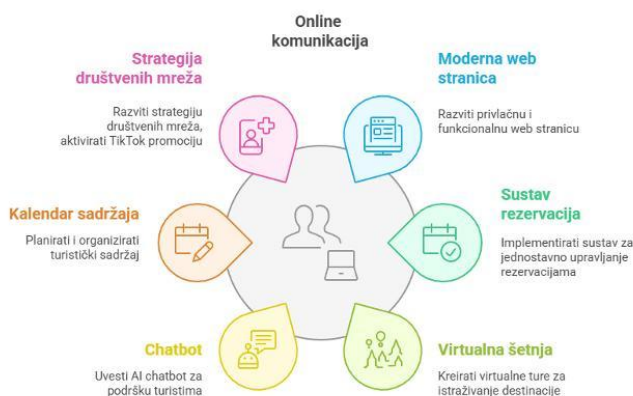 Online
komunikacija
Strategija
društvenih mreža
Razviti strategiju
društvenih mreža,
aktivirati TikTok promociju
Moderna web
stranica
Razviti privlačnu i
funkcionalnu web stranicu
Kalendar sadržaja
Planirati i organizirati
turistički sadržaj
Sustav
rezervacija
Implementirati sustav za
jednostavno upravljanje
rezervacijama
Chatbot
Uvesti AI chatbot za
podršku turistima
Virtualna šetnja
Kreirati virtualne ture za
istraživanje destinacije